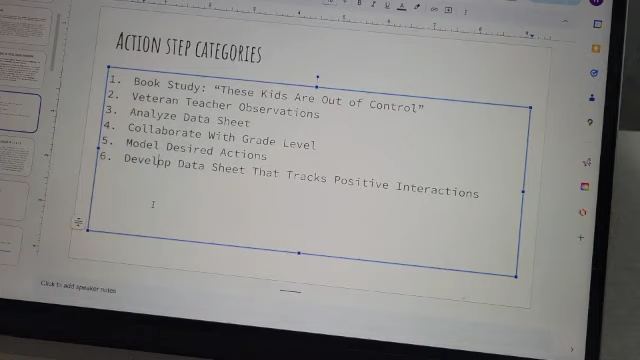 Action step categories
1. Book Study: “These Kids Are Out of Control”
2. Veteran Teacher Observations
3. Analyze Data Sheet
4. Collaborate With Grade Level
5. Model Desired Actions
6. Develop Data Sheet That Tracks Positive Interactions
Click to add speaker notes